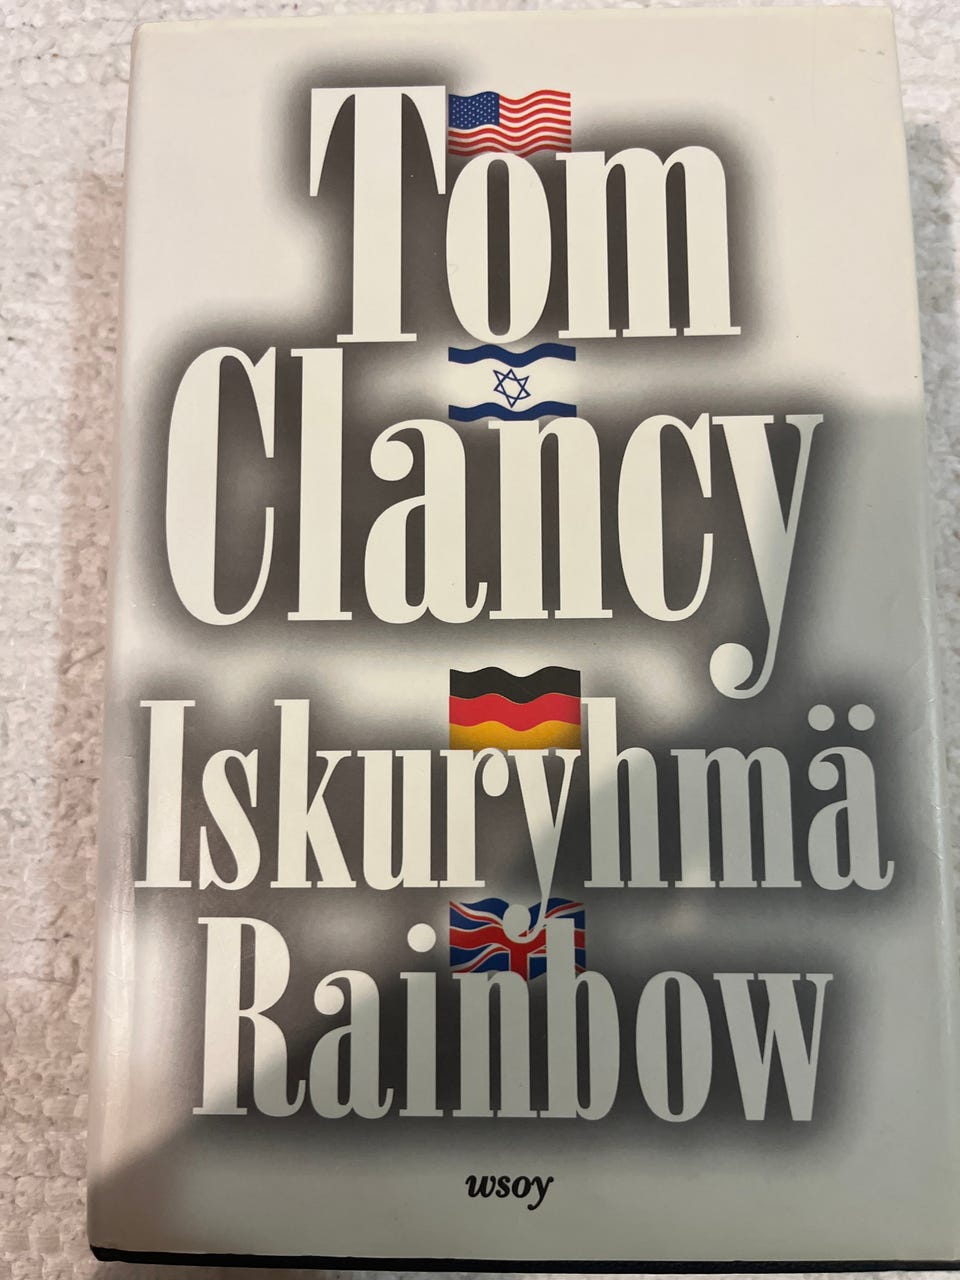 Tom
Clancy
Iskuryhmä
Rainbow
wsoy